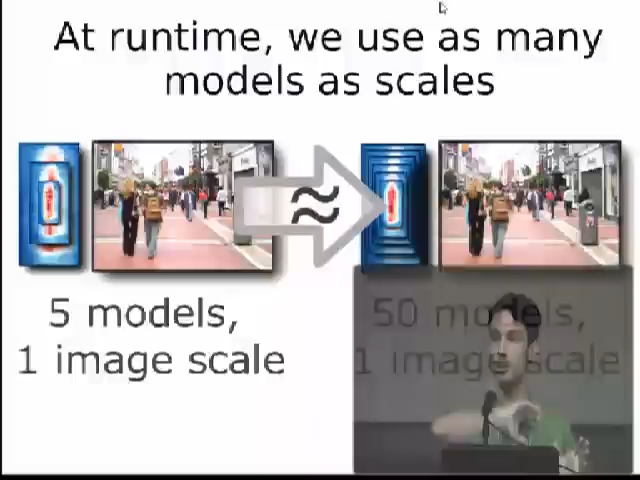 At runtime, we use as many
models as scales
≈
5 models,
1 image scale
50 models,
1 image scale